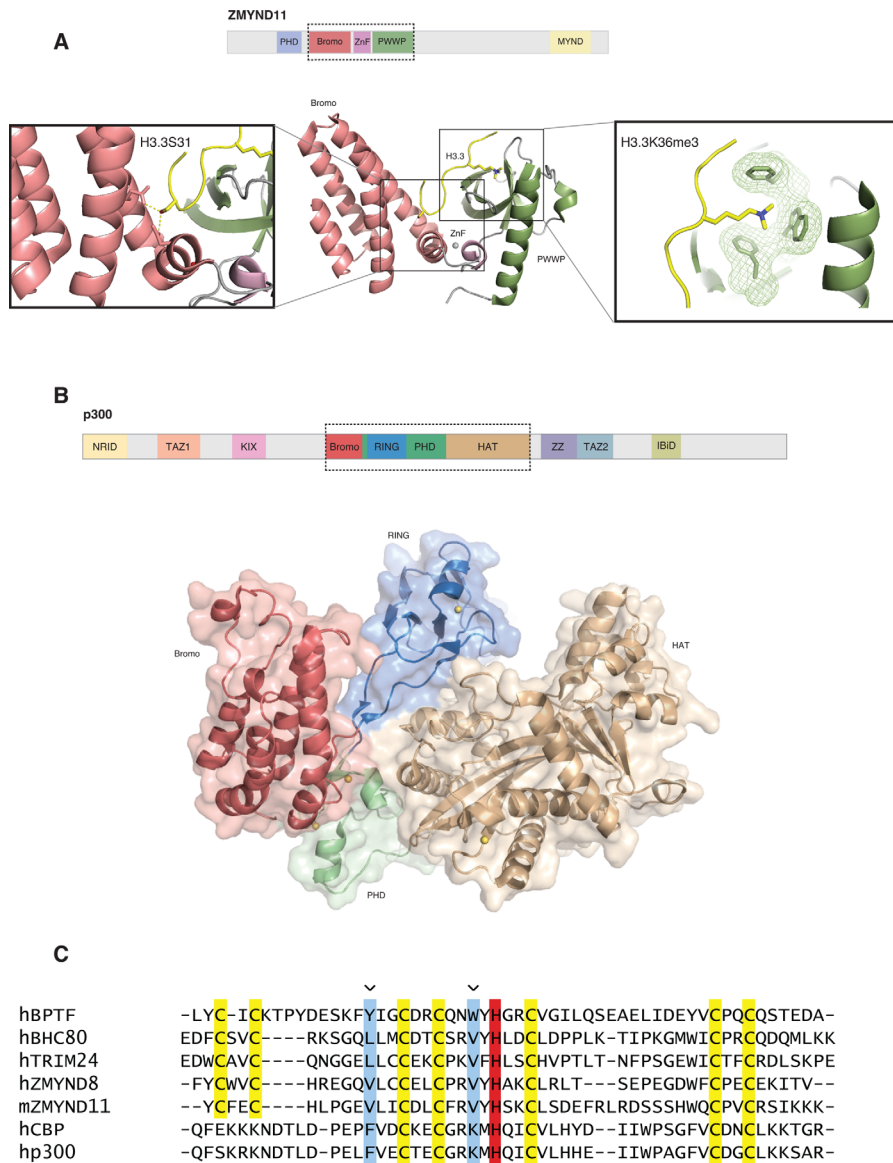 A
ZMYND11
PHD Bromo ZnF PWWP MYND
Bromo
H3.3S31
H3.3
H3.3K36me3
ZnF
PWWP
B
p300
NRID TAZ1 KIX Bromo RING PHD HAT ZZ TAZ2 IBiD
RING
Bromo
HAT
PHD
C
hBPTF -LYC-ICKTPYDESKFYIGCDRCQNWYHGRCVGILQSEAELIDEYVCPQCQSTEDA-
hBHC80 EDFCSVC----RKSGQLLMCDTCSRVYHLDCLDPPLK-TIPKGMWICPRCQDQMLKK
hTRIM24 EDWCAVC----QNGGELLCCEKCPKVFHLSCHVPTLT-NFPSGEWICTFCRDLSKPE
hZMYND8 -FYCWVC----HREGQVLCCELCPRVYHAKCLRLT---SEPEGDWFCPECEKITV--
mZMYND11 --YCFEC----HLPGEVLICDLCFRVYHSKCLSDEFRLRDSSSHWQCPVCRSIKKK-
hCBP -QFEKKKNDTLD-PEPFVDCKECGRKMHQICVLHYD--IIWPSGFVCDNCLKKTGR-
hp300 -QFSKRKNDTLD-PELFVECTECGRKMHQICVLHHE--IIWPAGFVCDGCLKKSAR-